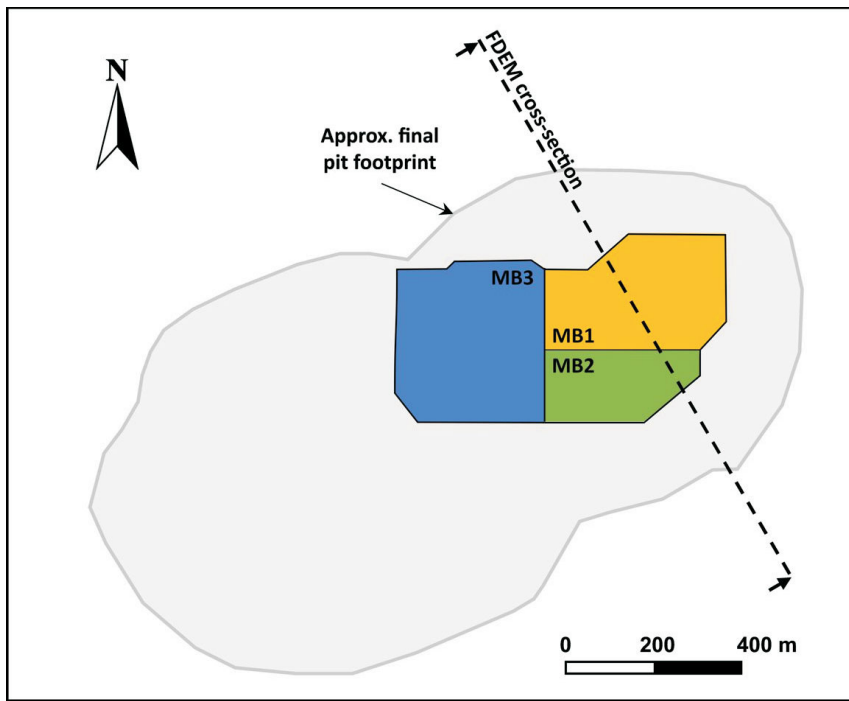 N
FDEM cross-section
Approx. final
pit footprint
MB3
MB1
MB2
0 200 400 m